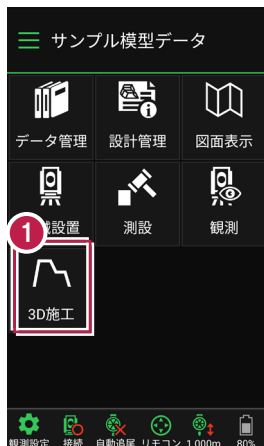 サンプル模型データ
データ管理
設計管理
図面表示
設置
測設
観測
1
3D施工
観測設定
接続
自動追尾
リモコン
1.000m
80%